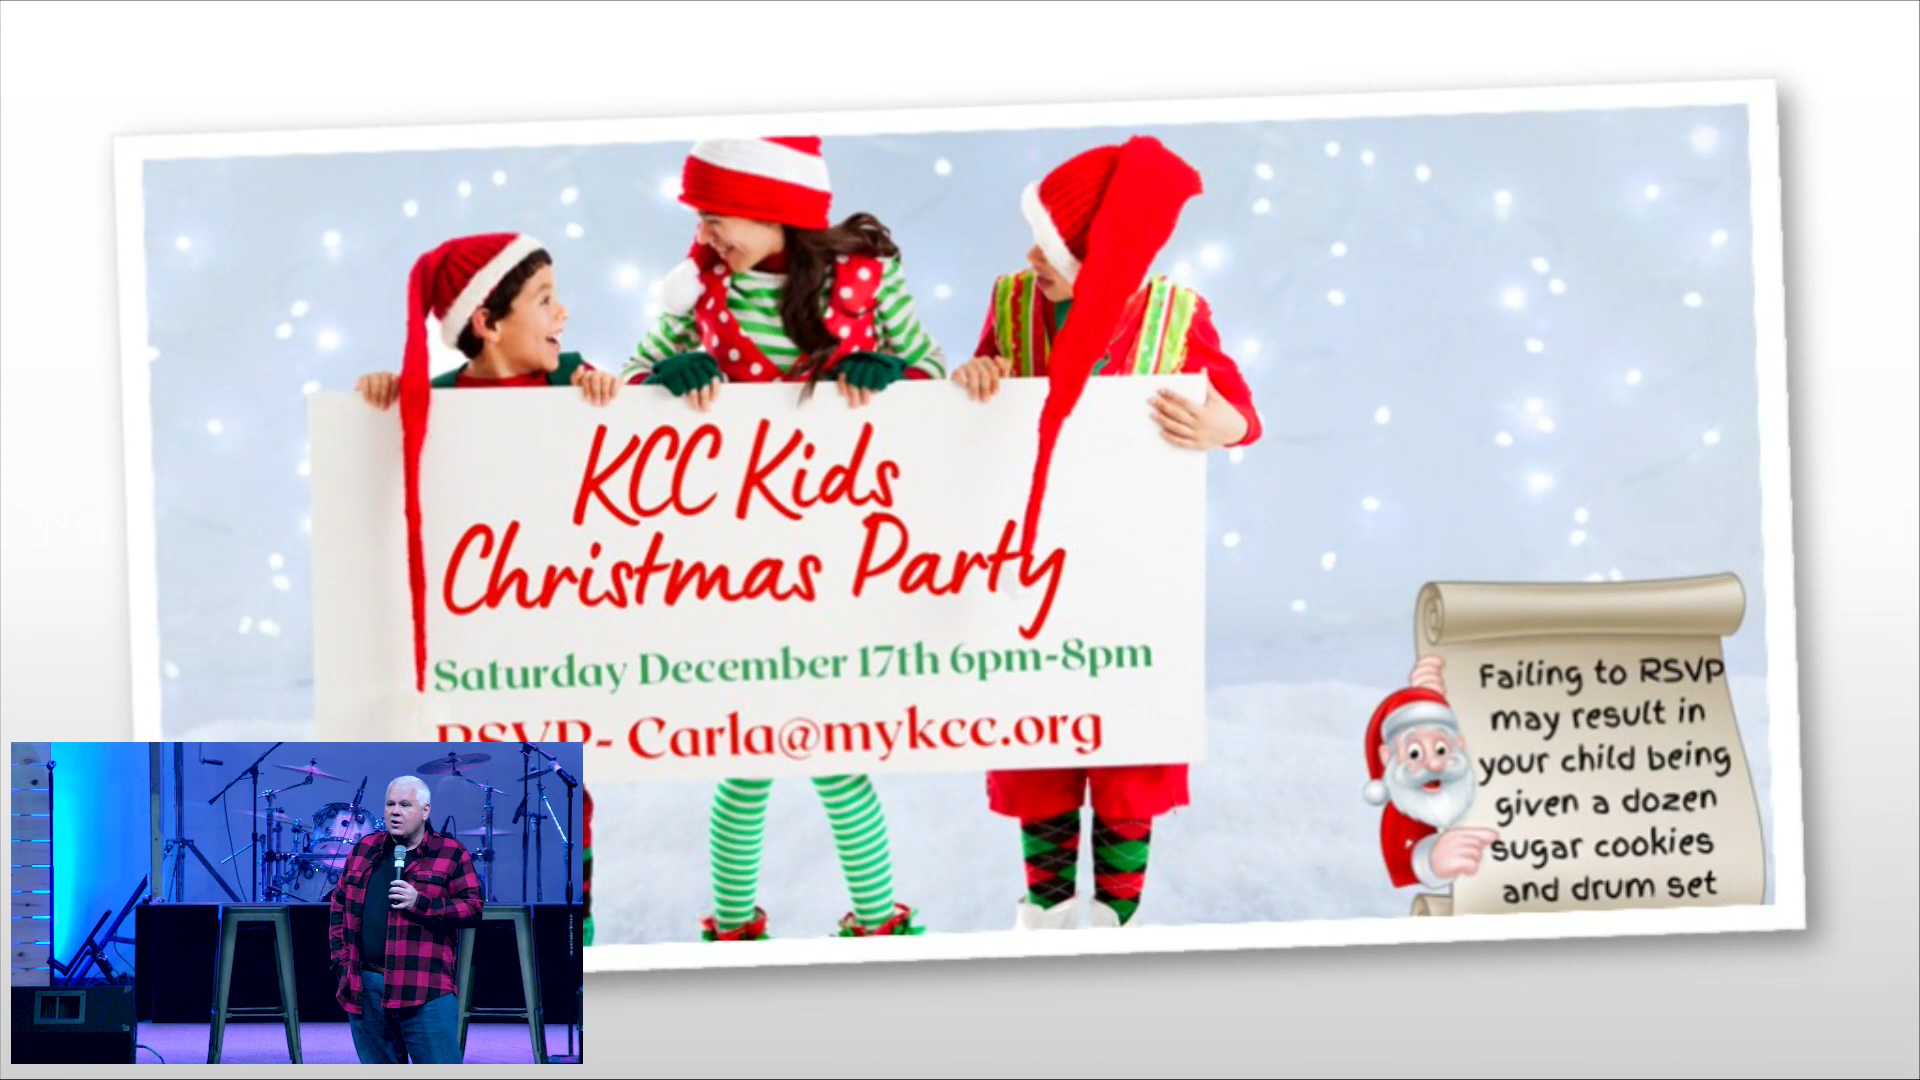 KCC Kids
Christmas Party
Saturday December 17th 6pm-8pm
RSVP- Carla@mykcc.org
Failing to RSVP
may result in
your child being
given a dozen
sugar cookies
and drum set